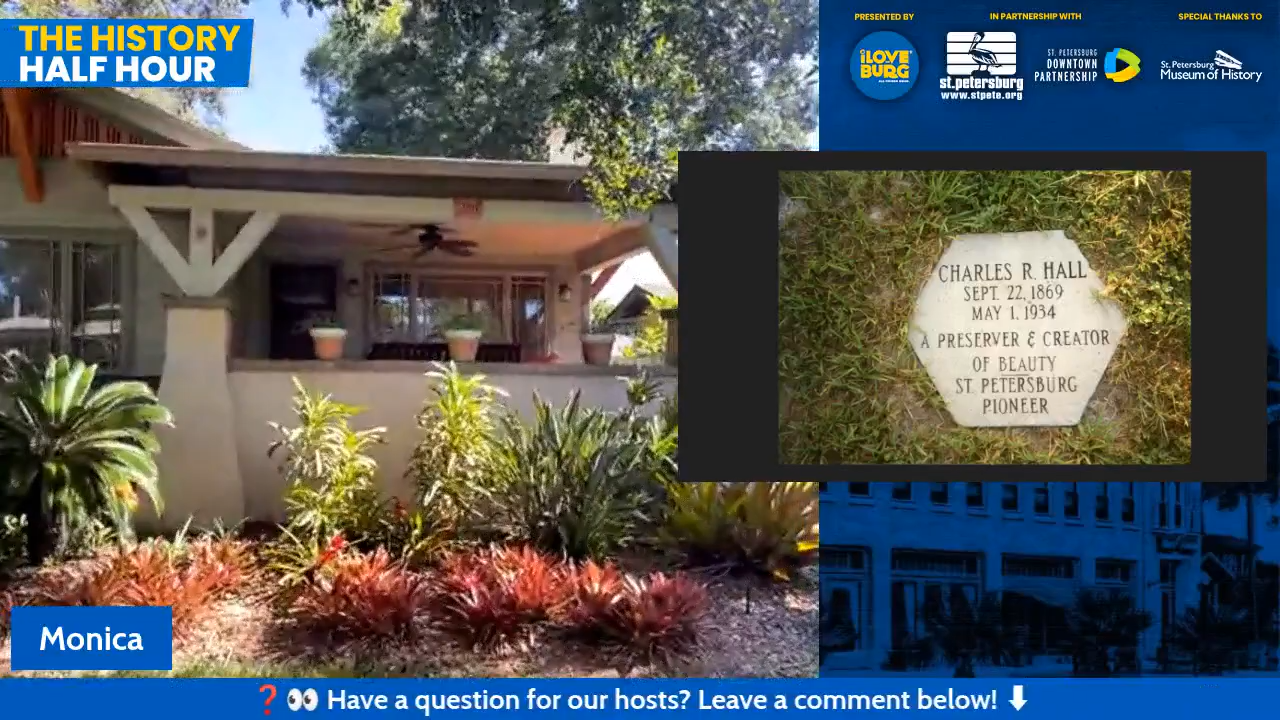 THE HISTORY
HALF HOUR
PRESENTED BY
IN PARTNERSHIP WITH
SPECIAL THANKS TO
I LOVE
BURG
st.petersburg
www.stpete.org
ST. PETERSBURG
DOWNTOWN
PARTNERSHIP
St. Petersburg
Museum of History
CHARLES R. HALL
SEPT. 22, 1869
MAY 1, 1934
A PRESERVER & CREATOR
OF BEAUTY
ST. PETERSBURG
PIONEER
Monica
❓ 👀 Have a question for our hosts? Leave a comment below! ⬇